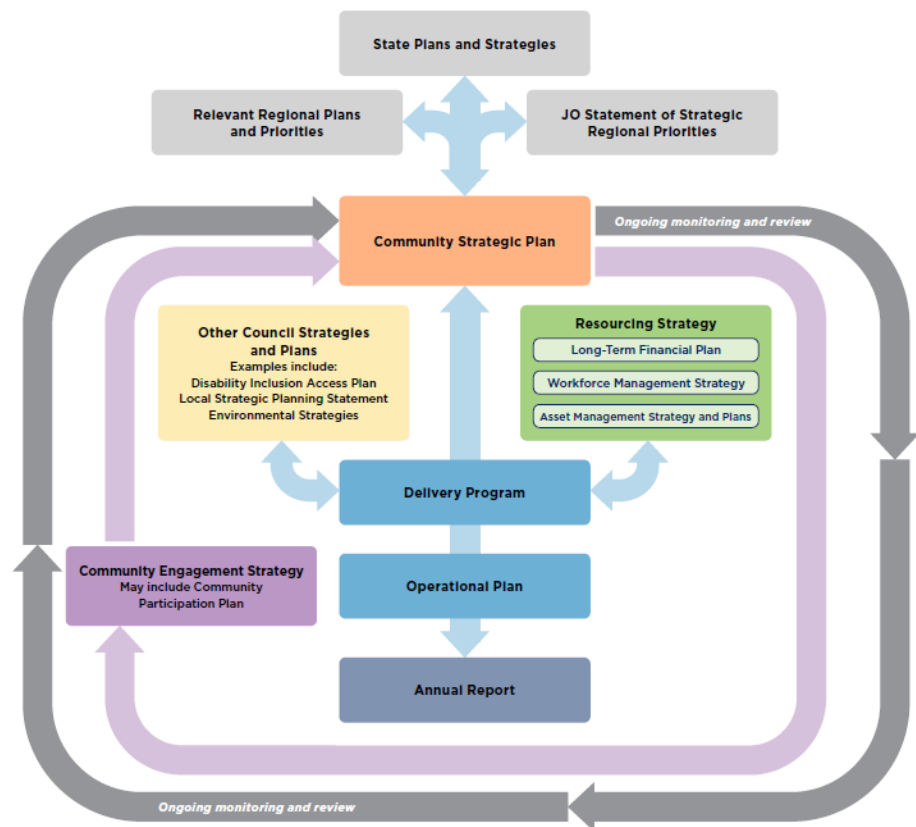 State Plans and Strategies
Relevant Regional Plans
and Priorities
JO Statement of Strategic
Regional Priorities
Community Strategic Plan
Ongoing monitoring and review
Other Council Strategies
and Plans
Examples include:
Disability Inclusion Access Plan
Local Strategic Planning Statement
Environmental Strategies
Resourcing Strategy
Long-Term Financial Plan
Workforce Management Strategy
Asset Management Strategy and Plans
Delivery Program
Community Engagement Strategy
May include Community
Participation Plan
Operational Plan
Annual Report
Ongoing monitoring and review